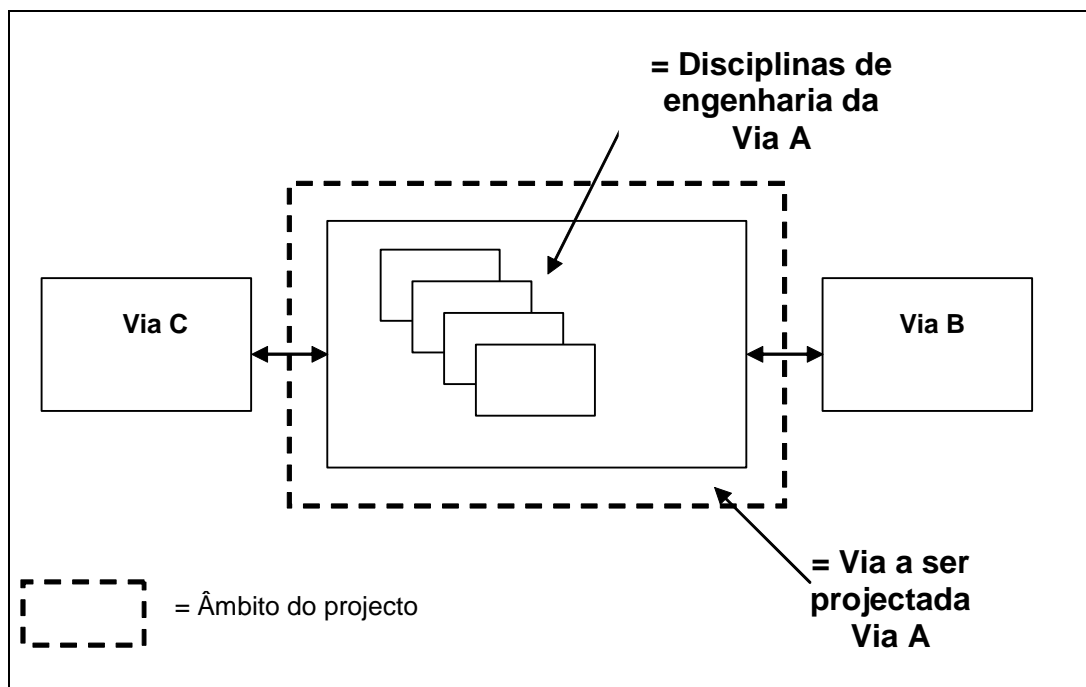 = Disciplinas de
engenharia da
Via A
Via C
Via B
= Via a ser
projectada
Via A
= Âmbito do projecto